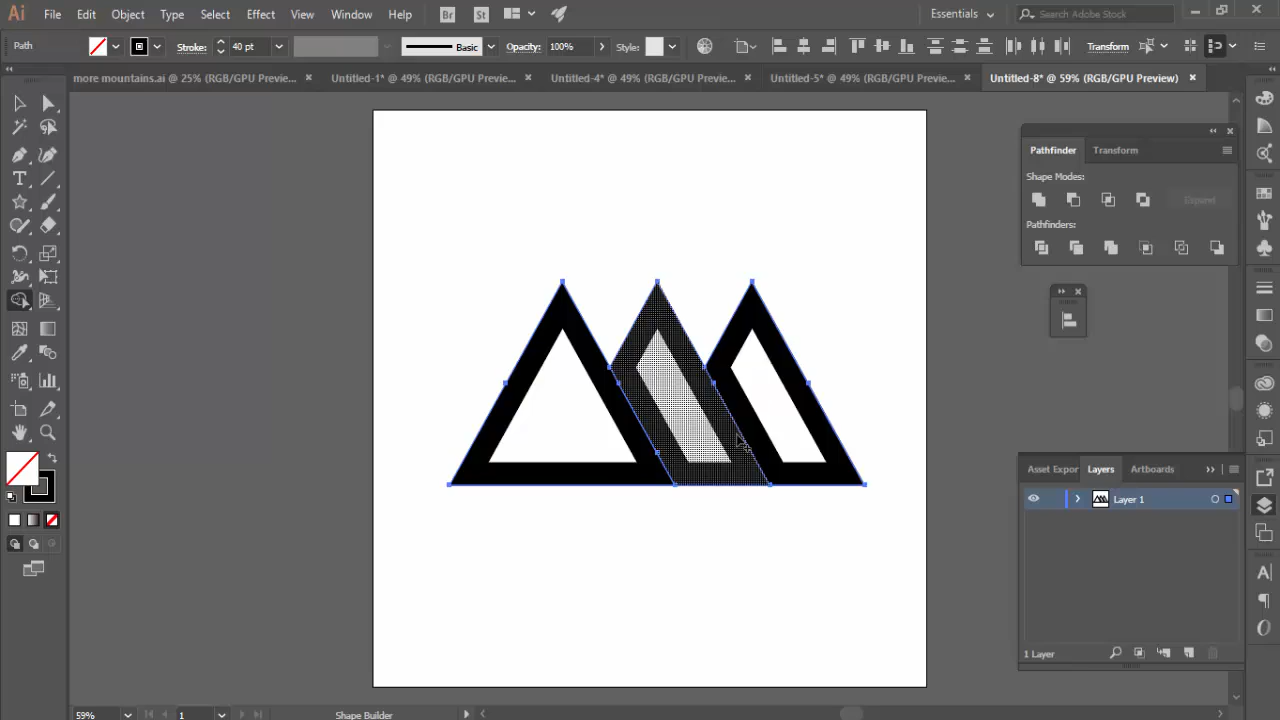 Ai File Edit Object Type Select Effect View Window Help Br St Essentials Search Adobe Stock
Path Stroke: 40 pt Basic Opacity: 100% Style: Transform
more mountains.ai @ 25% (RGB/GPU Previe... Untitled-1* @ 49% (RGB/GPU Previe... Untitled-4* @ 49% (RGB/GPU Previe... Untitled-5* @ 49% (RGB/GPU Previe... Untitled-8* @ 59% (RGB/GPU Preview)
Pathfinder Transform
Shape Modes:
Expand
Pathfinders:
Asset Expor Layers Artboards
Layer 1
1 Layer
59% 1 Shape Builder